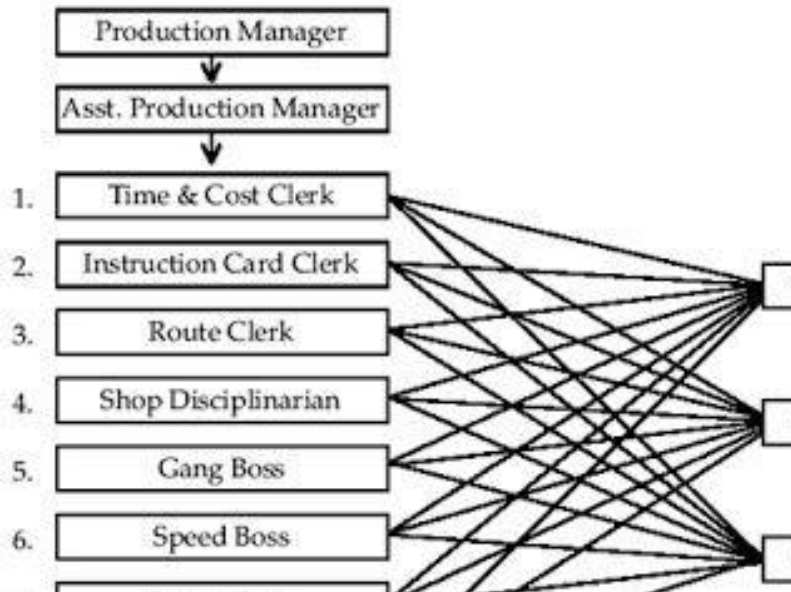 Production Manager
Asst. Production Manager
1. Time & Cost Clerk
2. Instruction Card Clerk
3. Route Clerk
4. Shop Disciplinarian
5. Gang Boss
6. Speed Boss